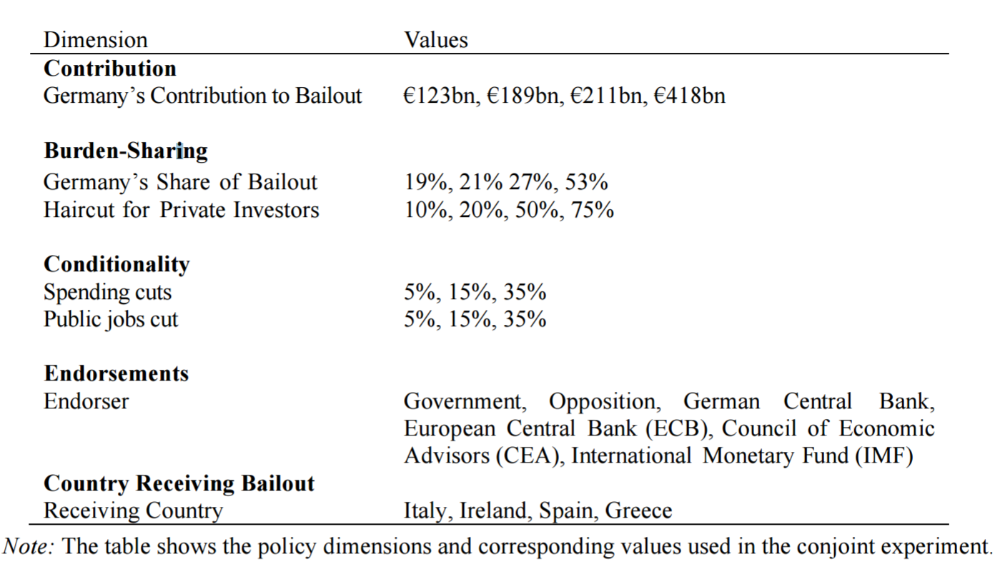 Dimension Values
Contribution
Germany’s Contribution to Bailout €123bn, €189bn, €211bn, €418bn
Burden-Sharing
Germany’s Share of Bailout 19%, 21% 27%, 53%
Haircut for Private Investors 10%, 20%, 50%, 75%
Conditionality
Spending cuts 5%, 15%, 35%
Public jobs cut 5%, 15%, 35%
Endorsements
Endorser Government, Opposition, German Central Bank,
European Central Bank (ECB), Council of Economic
Advisors (CEA), International Monetary Fund (IMF)
Country Receiving Bailout
Receiving Country Italy, Ireland, Spain, Greece
Note: The table shows the policy dimensions and corresponding values used in the conjoint experiment.